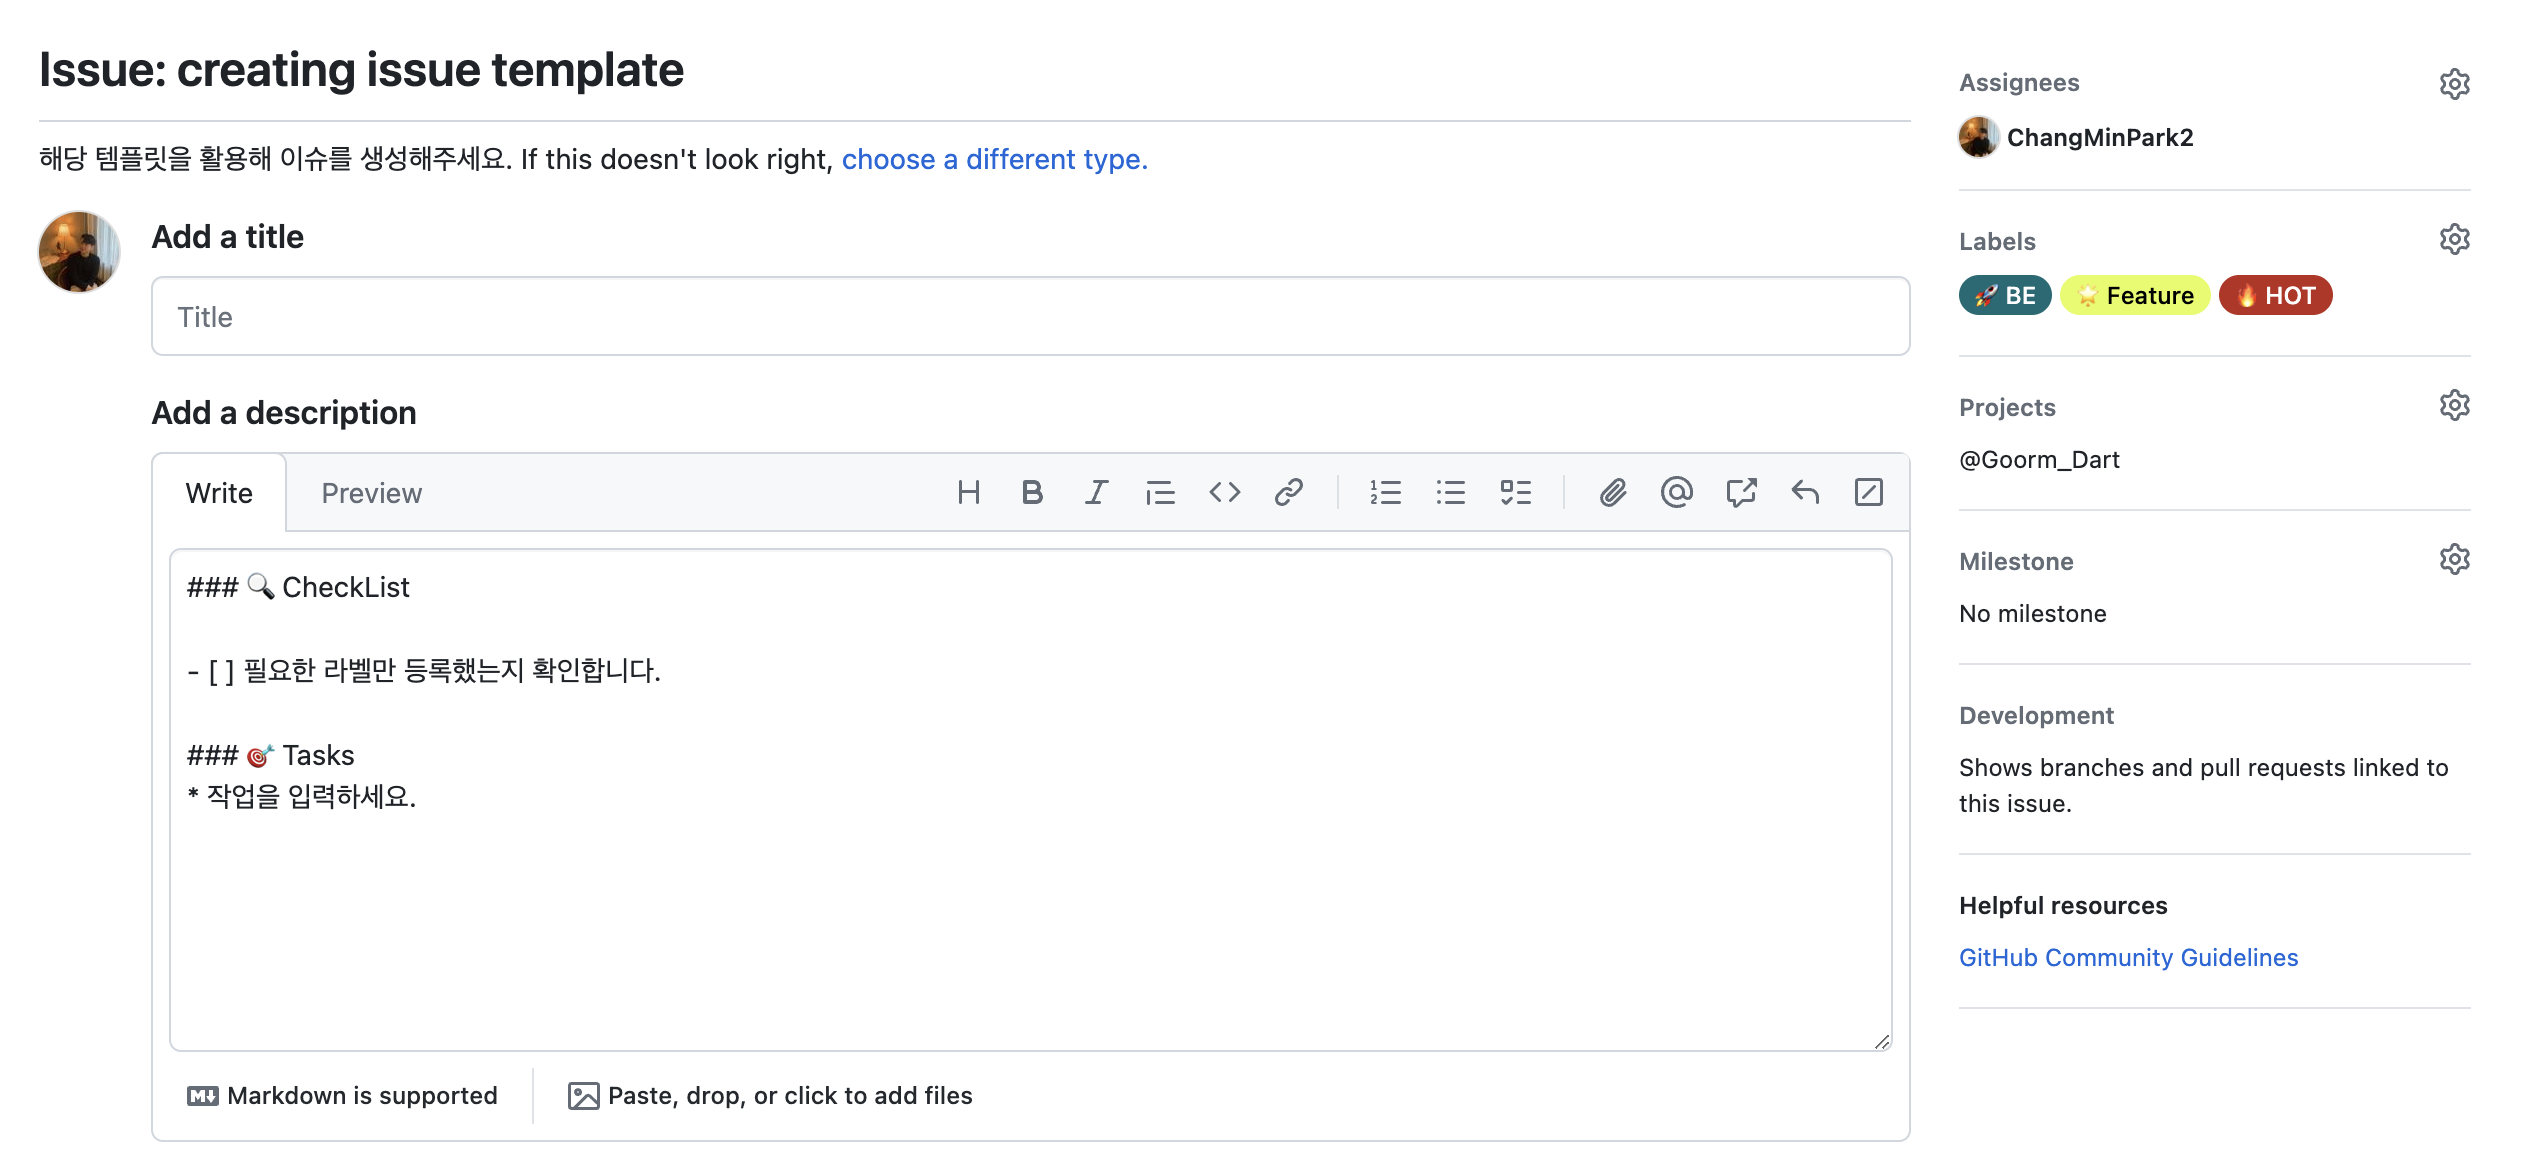 Issue: creating issue template
해당 템플릿을 활용해 이슈를 생성해주세요. If this doesn't look right, choose a different type.
Add a title
Title
Add a description
Write
Preview
### 🔍 CheckList
- [ ] 필요한 라벨만 등록했는지 확인합니다.
### 🎯 Tasks
* 작업을 입력하세요.
Markdown is supported
Paste, drop, or click to add files
Assignees
ChangMinPark2
Labels
🚀 BE 🌟 Feature 🔥 HOT
Projects
@Goorm_Dart
Milestone
No milestone
Development
Shows branches and pull requests linked to
this issue.
Helpful resources
GitHub Community Guidelines